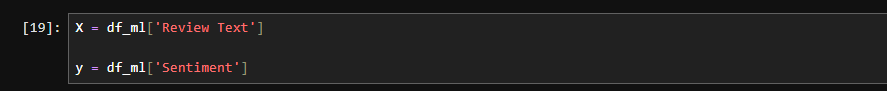 [19]: X = df_ml['Review Text']
y = df_ml['Sentiment']